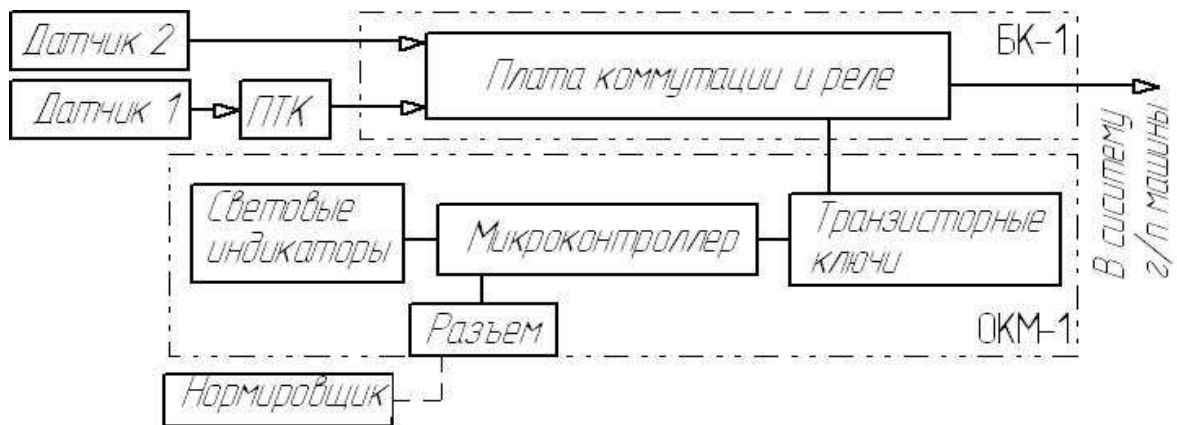 Датчик 2
Датчик 1
ПТК
Плата коммутации и реле
БК-1
В сиситему
г/п машины
Световые
индикаторы
Микроконтроллер
Транзисторные
ключи
Разъем
ОКМ-1
Нормировщик